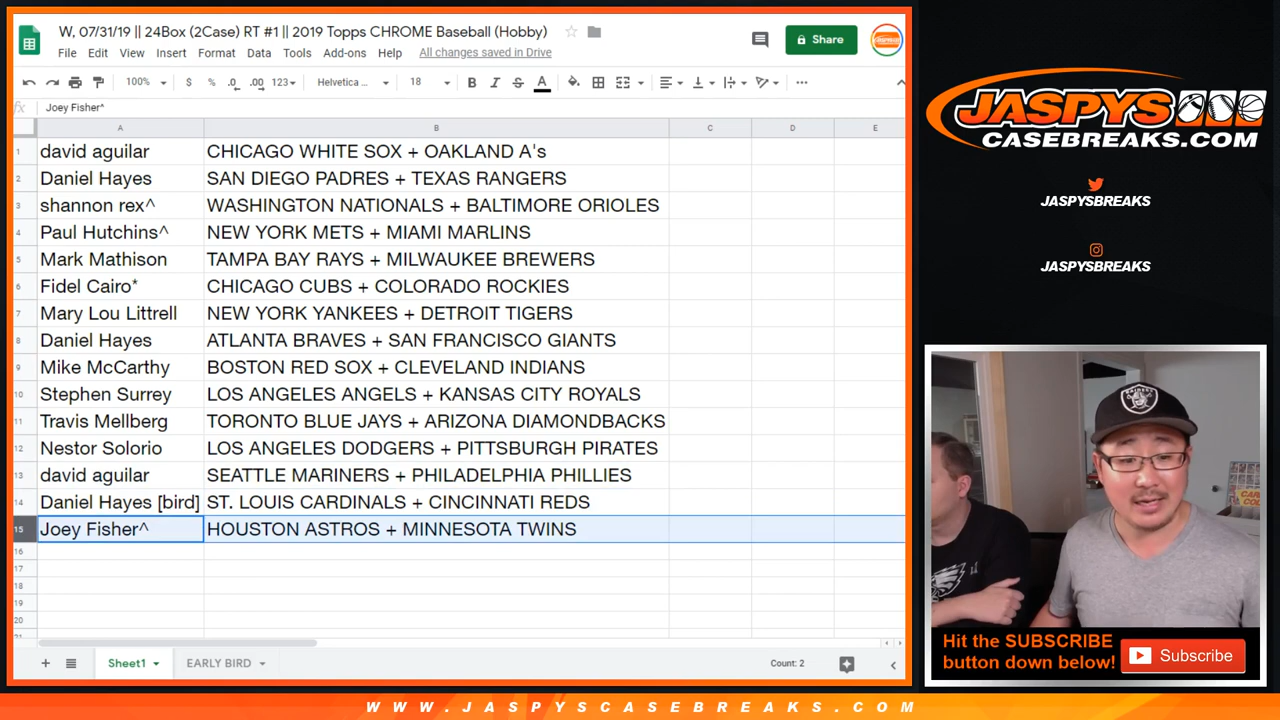 W, 07/31/19 || 24Box (2Case) RT #1 || 2019 Topps CHROME Baseball (Hobby)
File Edit View Insert Format Data Tools Add-ons Help All changes saved in Drive
Share
100% $ % .0 .00 123 Helvetica ... 18 B I S A
fx Joey Fisher^
A B C D E
1 david aguilar CHICAGO WHITE SOX + OAKLAND A's
2 Daniel Hayes SAN DIEGO PADRES + TEXAS RANGERS
3 shannon rex^ WASHINGTON NATIONALS + BALTIMORE ORIOLES
4 Paul Hutchins^ NEW YORK METS + MIAMI MARLINS
5 Mark Mathison TAMPA BAY RAYS + MILWAUKEE BREWERS
6 Fidel Cairo* CHICAGO CUBS + COLORADO ROCKIES
7 Mary Lou Littrell NEW YORK YANKEES + DETROIT TIGERS
8 Daniel Hayes ATLANTA BRAVES + SAN FRANCISCO GIANTS
9 Mike McCarthy BOSTON RED SOX + CLEVELAND INDIANS
10 Stephen Surrey LOS ANGELES ANGELS + KANSAS CITY ROYALS
11 Travis Mellberg TORONTO BLUE JAYS + ARIZONA DIAMONDBACKS
12 Nestor Solorio LOS ANGELES DODGERS + PITTSBURGH PIRATES
13 david aguilar SEATTLE MARINERS + PHILADELPHIA PHILLIES
14 Daniel Hayes [bird] ST. LOUIS CARDINALS + CINCINNATI REDS
15 Joey Fisher^ HOUSTON ASTROS + MINNESOTA TWINS
16
17
18
19
20
Sheet1 EARLY BIRD Count: 2
JASPYS
CASEBREAKS.COM
JASPYSBREAKS
JASPYSBREAKS
RAIDERS
Hit the SUBSCRIBE
button down below!
Subscribe
WWW.JASPYSCASEBREAKS.COM